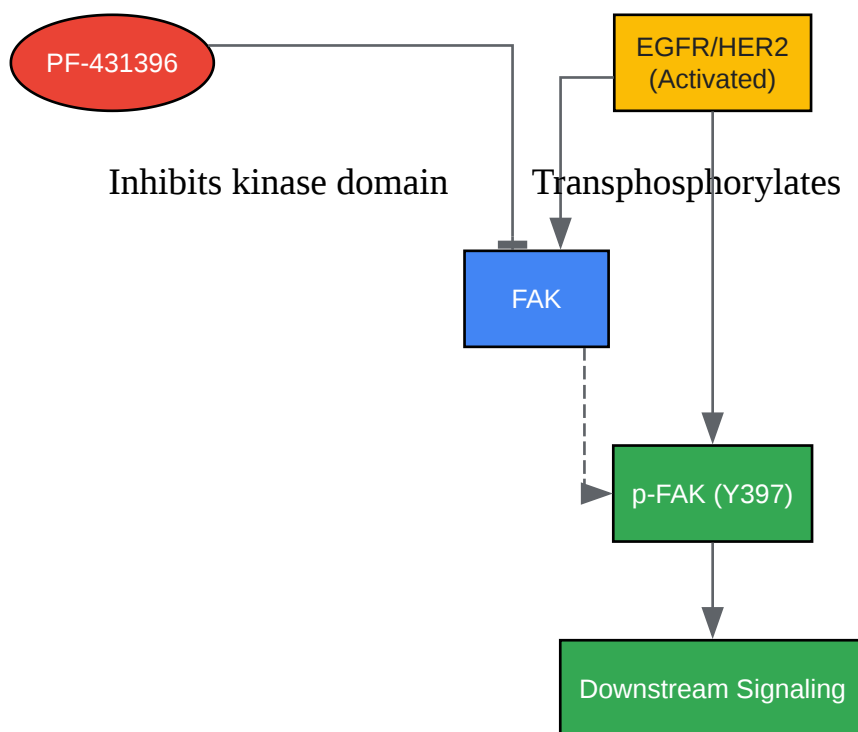 PF-431396
EGFR/HER2
(Activated)
Inhibits kinase domain
Transphosphorylates
FAK
p-FAK (Y397)
Downstream Signaling